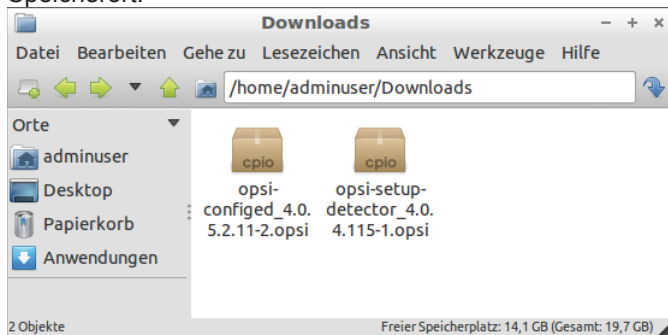 Speicherort:
Downloads
Datei Bearbeiten Gehe zu Lesezeichen Ansicht Werkzeuge Hilfe
/home/adminuser/Downloads
Orte
adminuser
Desktop
Papierkorb
Anwendungen
cpio
opsi-
configed_4.0.
5.2.11-2.opsi
cpio
opsi-setup-
detector_4.0.
4.115-1.opsi
2 Objekte
Freier Speicherplatz: 14,1 GB (Gesamt: 19,7 GB)